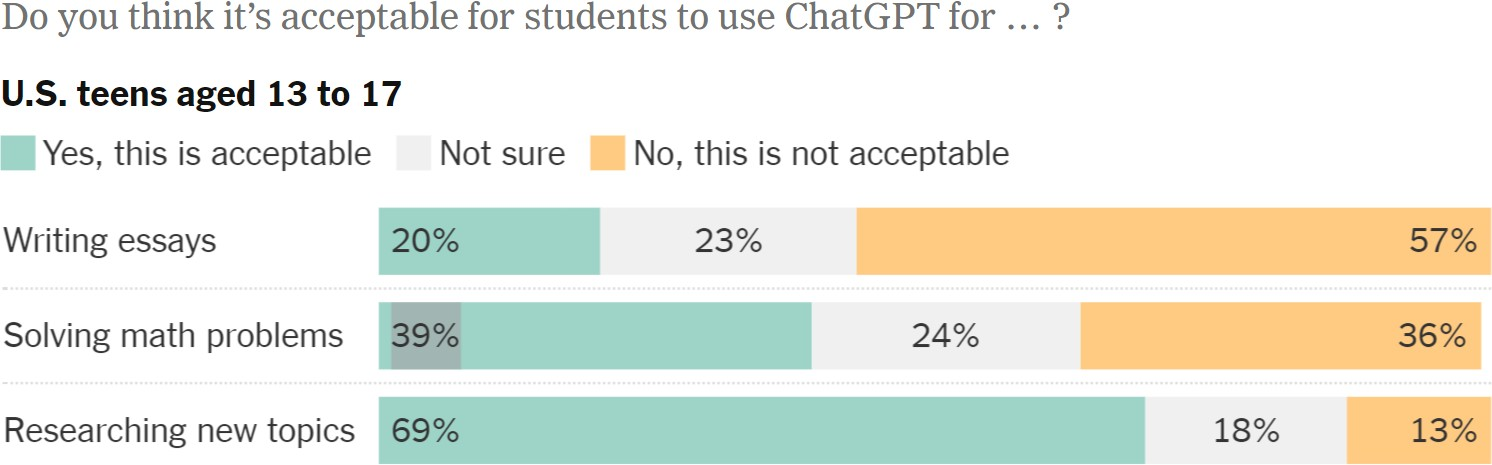 Do you think it’s acceptable for students to use ChatGPT for … ?
U.S. teens aged 13 to 17
Yes, this is acceptable Not sure No, this is not acceptable
Writing essays 20% 23% 57%
Solving math problems 39% 24% 36%
Researching new topics 69% 18% 13%